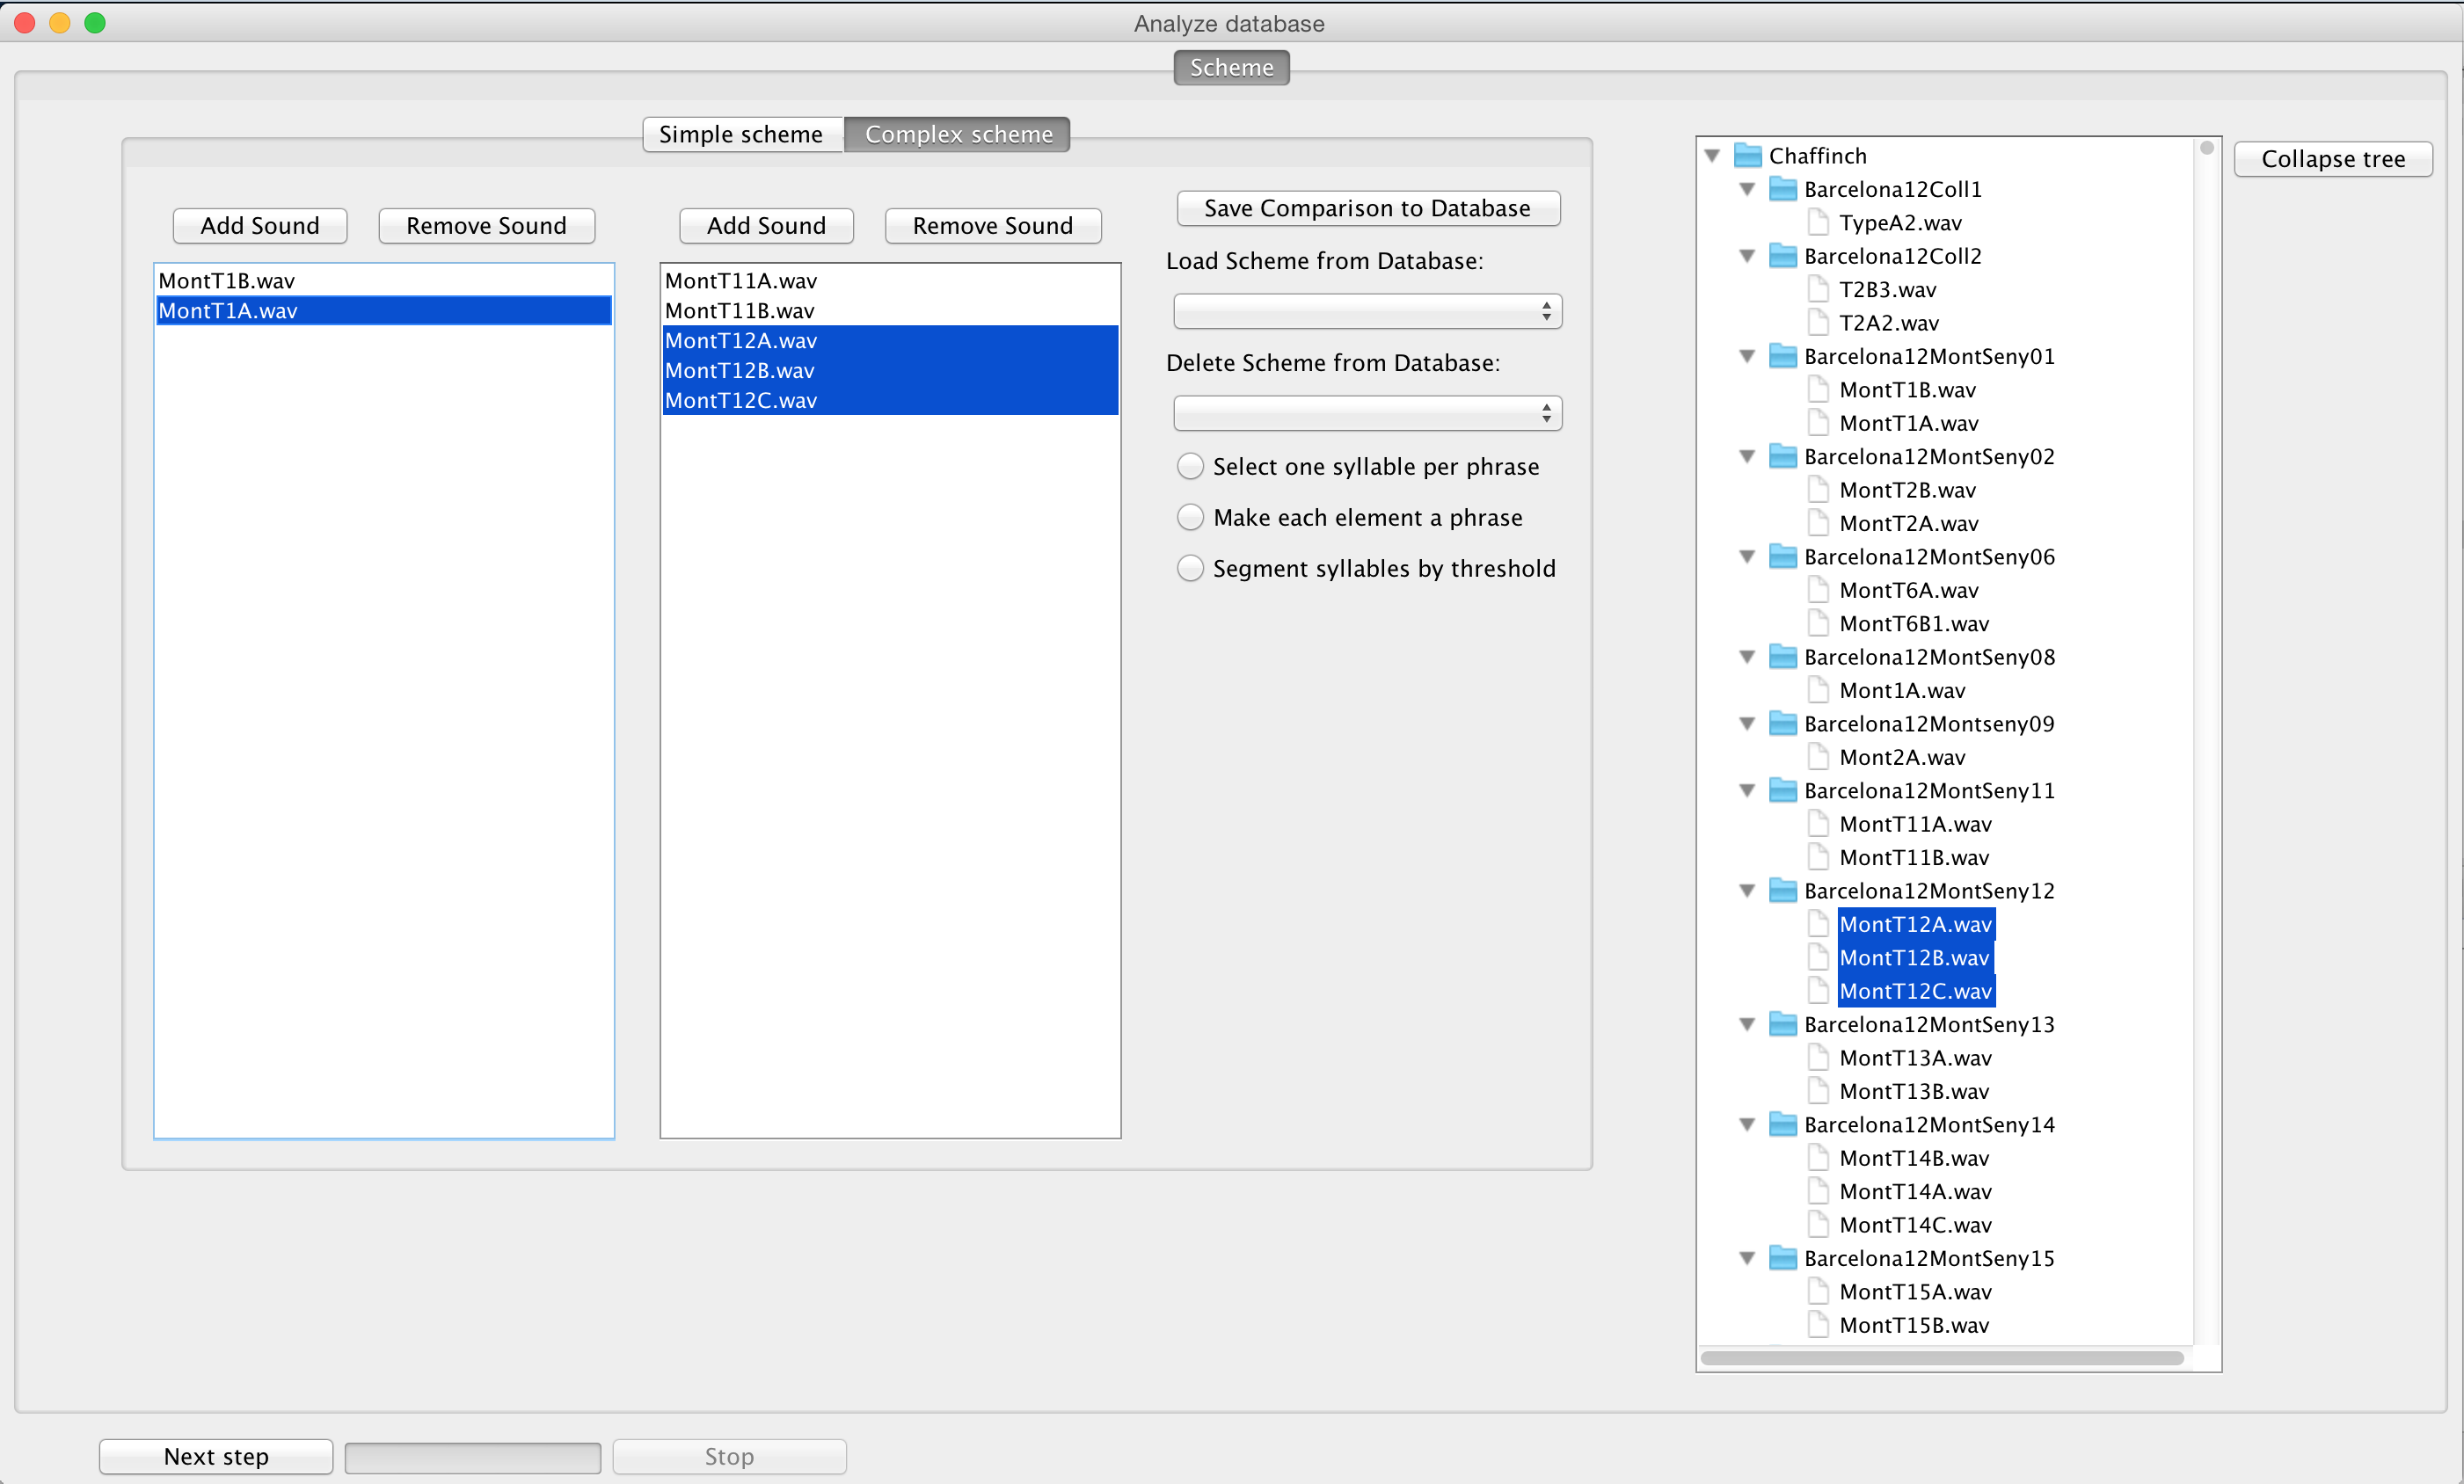 Analyze database
Scheme
Simple scheme Complex scheme
Add Sound Remove Sound
MontT1B.wav
MontT1A.wav
Add Sound Remove Sound
MontT11A.wav
MontT11B.wav
MontT12A.wav
MontT12B.wav
MontT12C.wav
Save Comparison to Database
Load Scheme from Database:
Delete Scheme from Database:
Select one syllable per phrase
Make each element a phrase
Segment syllables by threshold
Chaffinch
Barcelona12Coll1
TypeA2.wav
Barcelona12Coll2
T2B3.wav
T2A2.wav
Barcelona12MontSeny01
MontT1B.wav
MontT1A.wav
Barcelona12MontSeny02
MontT2B.wav
MontT2A.wav
Barcelona12MontSeny06
MontT6A.wav
MontT6B1.wav
Barcelona12MontSeny08
Mont1A.wav
Barcelona12Montseny09
Mont2A.wav
Barcelona12MontSeny11
MontT11A.wav
MontT11B.wav
Barcelona12MontSeny12
MontT12A.wav
MontT12B.wav
MontT12C.wav
Barcelona12MontSeny13
MontT13A.wav
MontT13B.wav
Barcelona12MontSeny14
MontT14B.wav
MontT14A.wav
MontT14C.wav
Barcelona12MontSeny15
MontT15A.wav
MontT15B.wav
Collapse tree
Next step
Stop